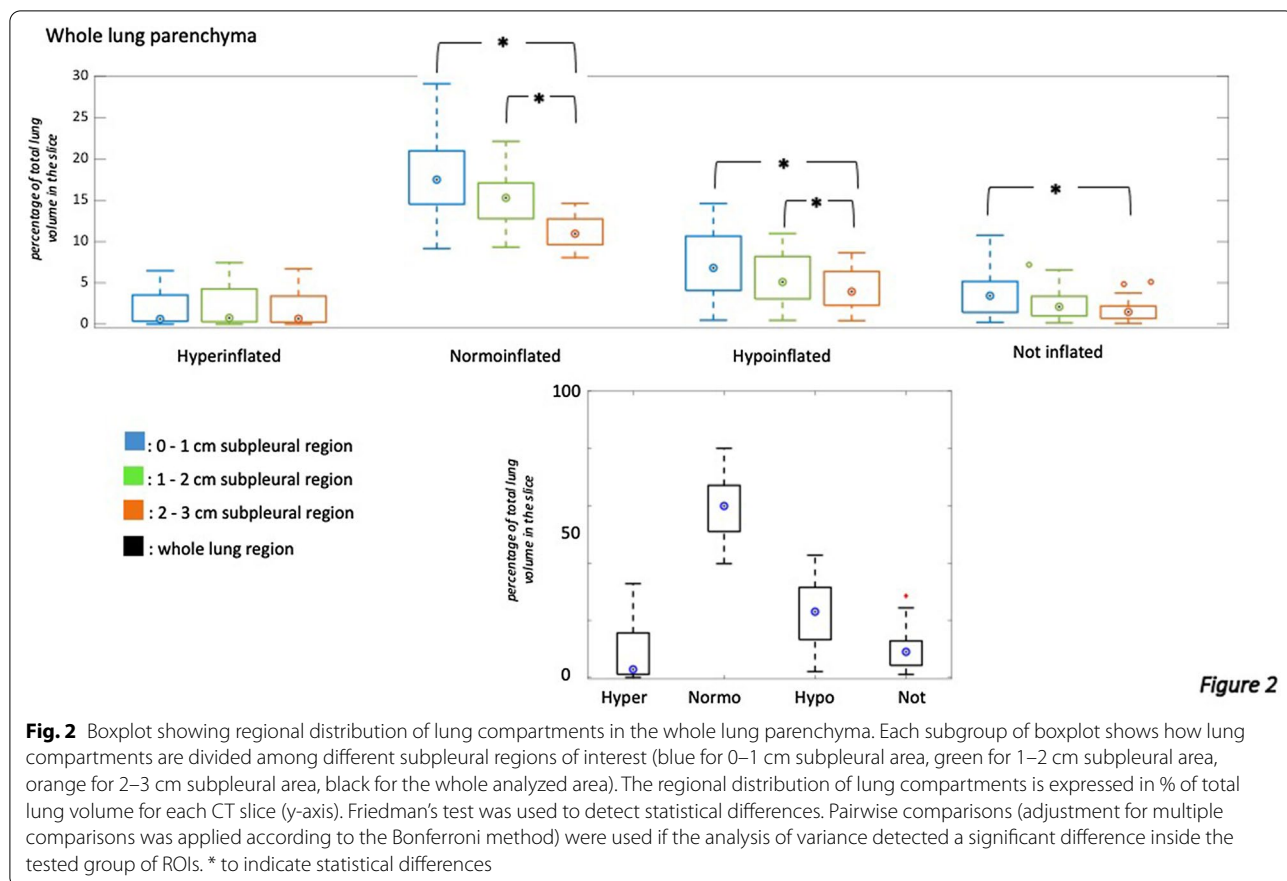 Whole lung parenchyma
* *
* *
*
percentage of total lung
volume in the slice
30
25
20
15
10
5
0
Hyperinflated Normoinflated Hypoinflated Not inflated
: 0 - 1 cm subpleural region
: 1 - 2 cm subpleural region
: 2 - 3 cm subpleural region
: whole lung region
percentage of total lung
volume in the slice
100
50
0
Hyper Normo Hypo Not
Figure 2
Fig. 2 Boxplot showing regional distribution of lung compartments in the whole lung parenchyma. Each subgroup of boxplot shows how lung
compartments are divided among different subpleural regions of interest (blue for 0–1 cm subpleural area, green for 1–2 cm subpleural area,
orange for 2–3 cm subpleural area, black for the whole analyzed area). The regional distribution of lung compartments is expressed in % of total
lung volume for each CT slice (y-axis). Friedman's test was used to detect statistical differences. Pairwise comparisons (adjustment for multiple
comparisons was applied according to the Bonferroni method) were used if the analysis of variance detected a significant difference inside the
tested group of ROIs. * to indicate statistical differences